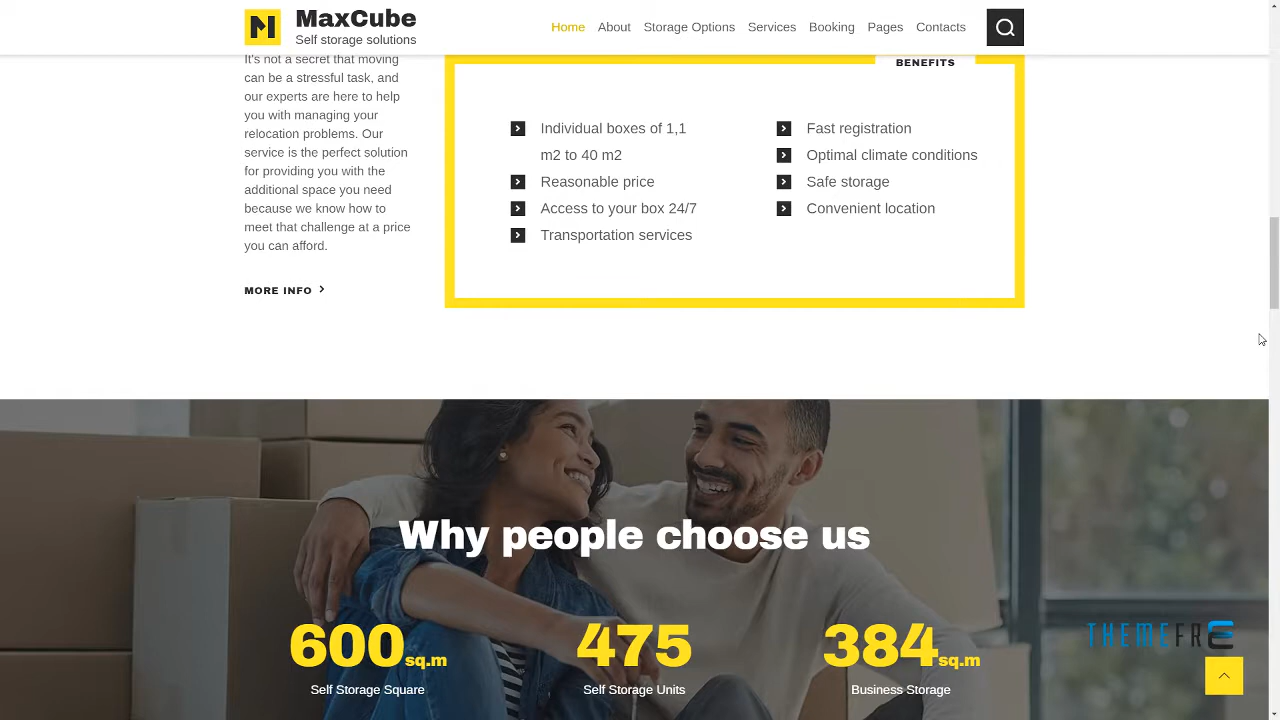 MaxCube
Self storage solutions
Home About Storage Options Services Booking Pages Contacts
It's not a secret that moving
can be a stressful task, and
our experts are here to help
you with managing your
relocation problems. Our
service is the perfect solution
for providing you with the
additional space you need
because we know how to
meet that challenge at a price
you can afford.
MORE INFO
BENEFITS
Individual boxes of 1,1
m2 to 40 m2
Reasonable price
Access to your box 24/7
Transportation services
Fast registration
Optimal climate conditions
Safe storage
Convenient location
Why people choose us
600 sq.m
Self Storage Square
475
Self Storage Units
384 sq.m
Business Storage
THEMEFRE